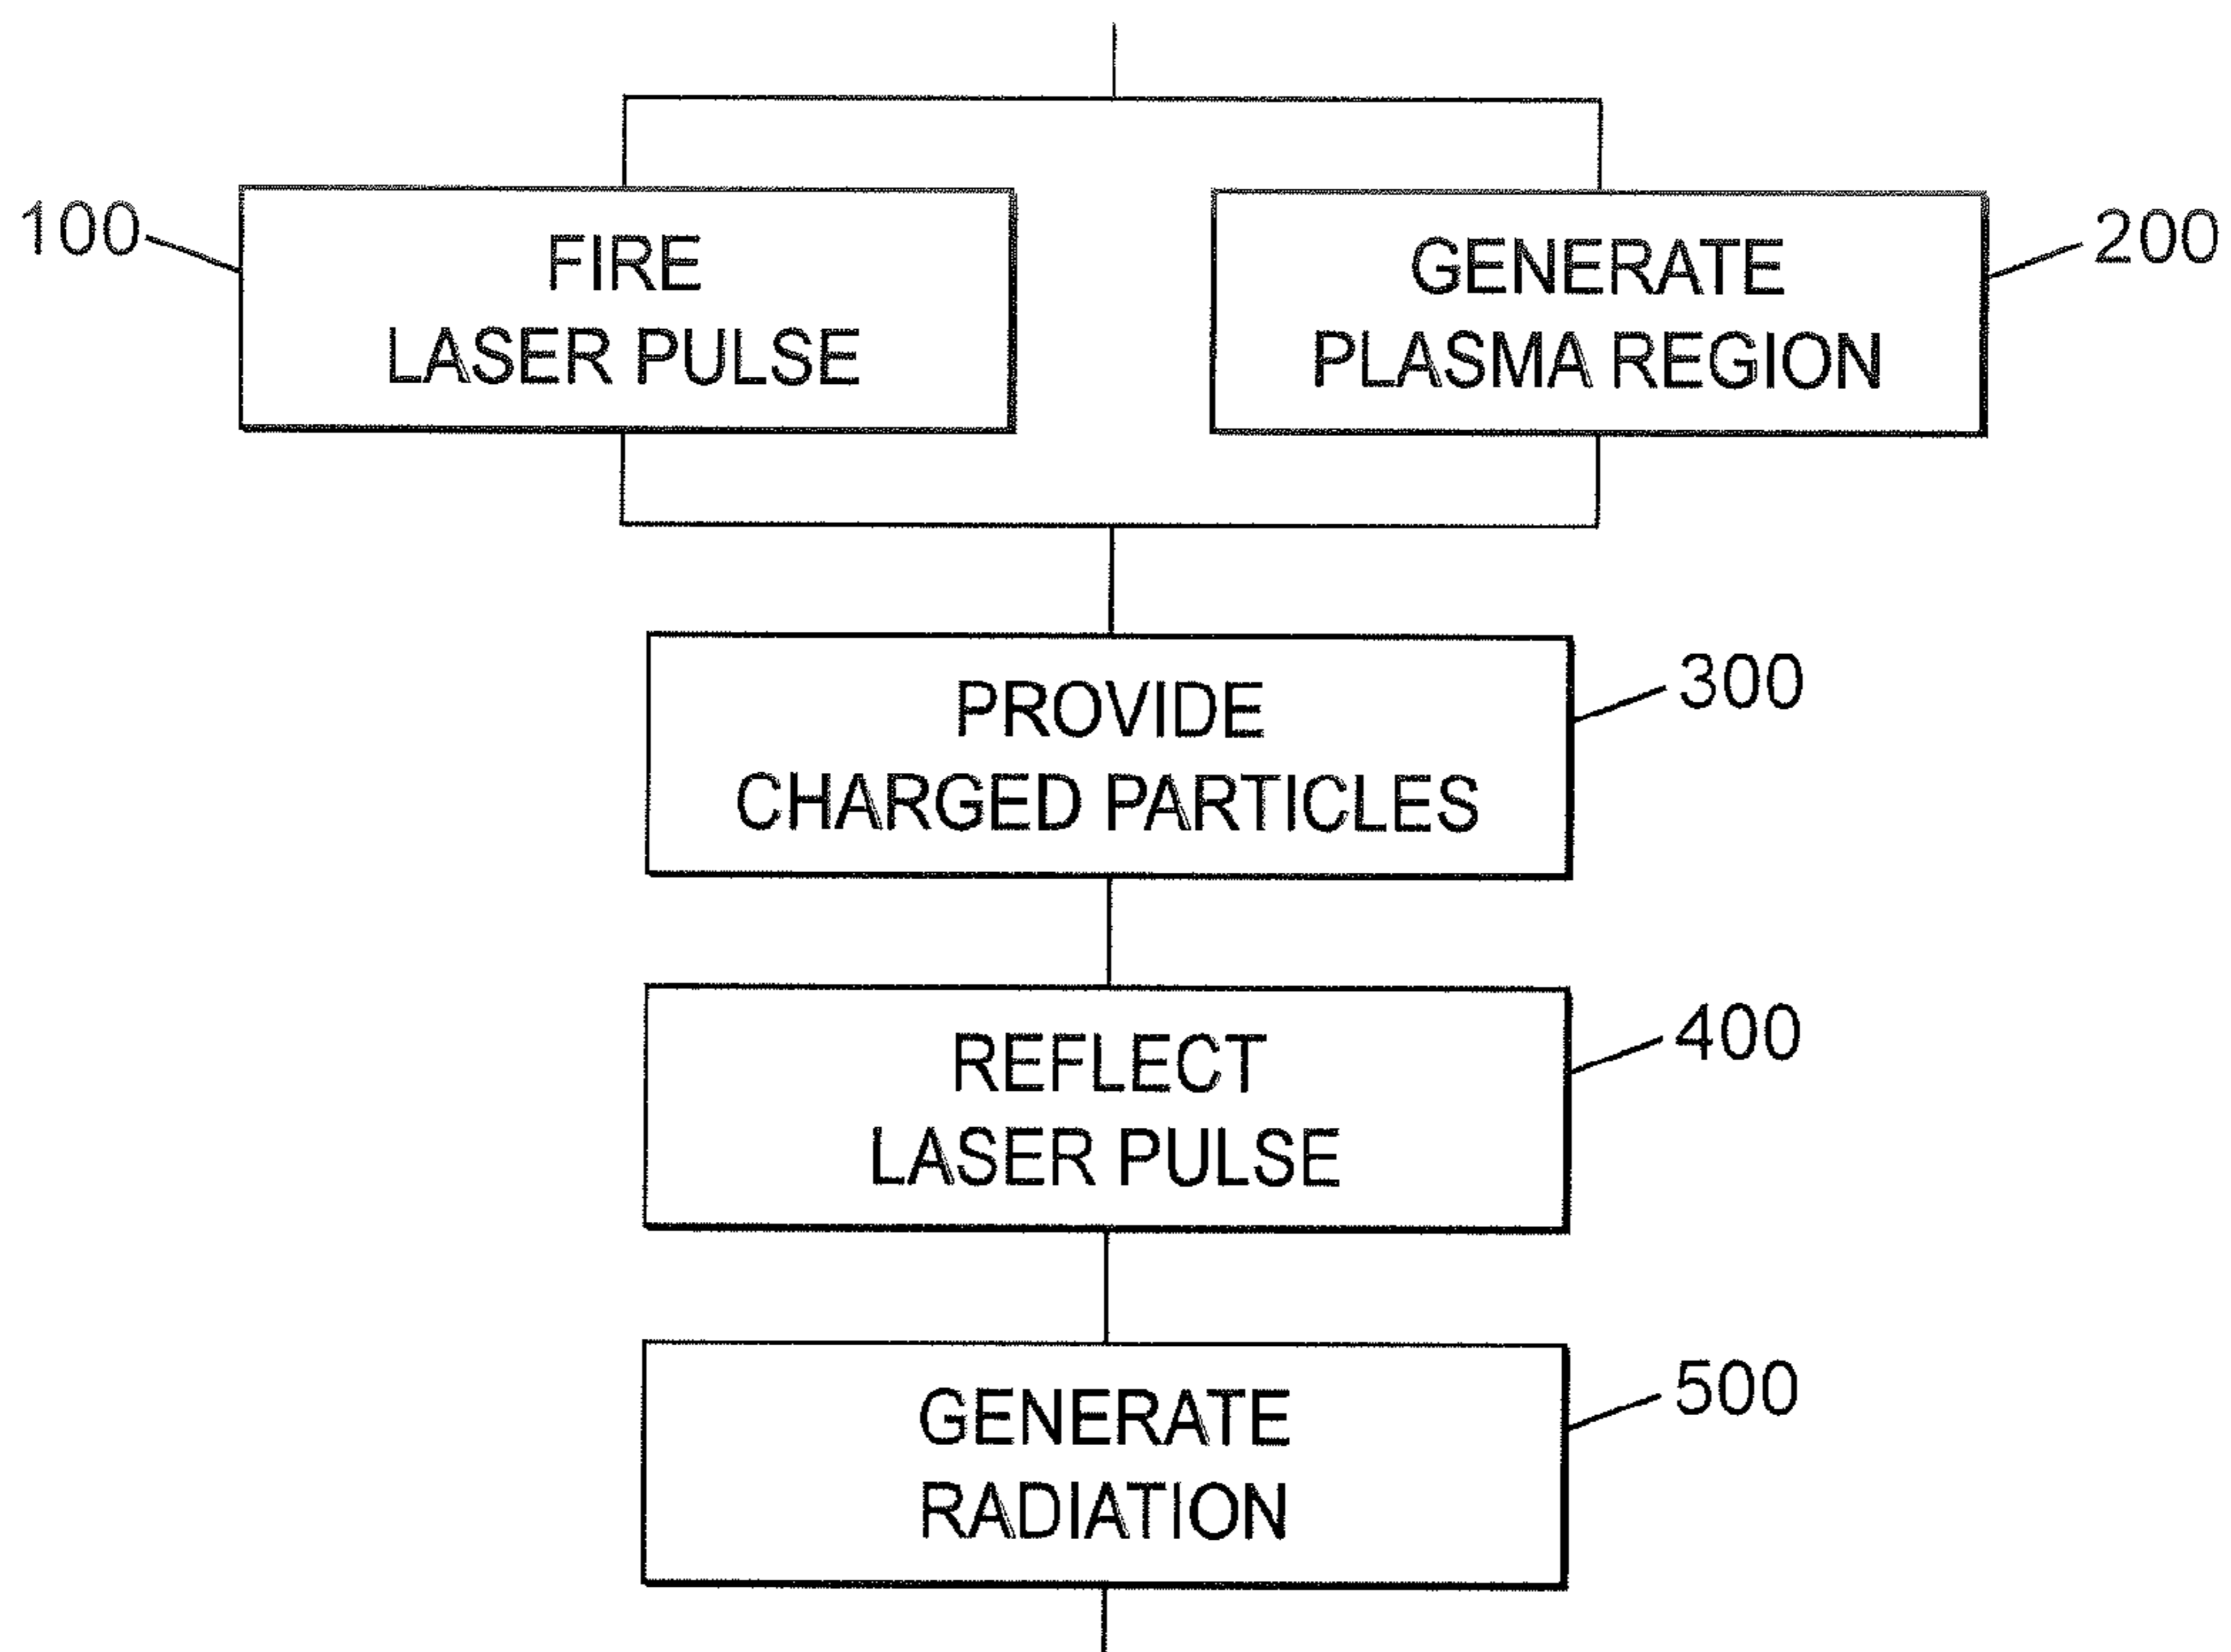 100
FIRE
LASER PULSE
GENERATE
PLASMA REGION
200
PROVIDE
CHARGED PARTICLES
300
REFLECT
LASER PULSE
400
GENERATE
RADIATION
500